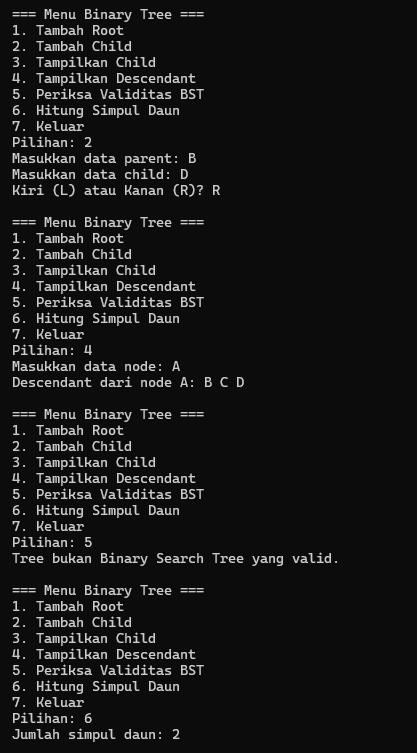 === Menu Binary Tree ===
1. Tambah Root
2. Tambah Child
3. Tampilkan Child
4. Tampilkan Descendant
5. Periksa Validitas BST
6. Hitung Simpul Daun
7. Keluar
Pilihan: 2
Masukkan data parent: B
Masukkan data child: D
Kiri (L) atau Kanan (R)? R

=== Menu Binary Tree ===
1. Tambah Root
2. Tambah Child
3. Tampilkan Child
4. Tampilkan Descendant
5. Periksa Validitas BST
6. Hitung Simpul Daun
7. Keluar
Pilihan: 4
Masukkan data node: A
Descendant dari node A: B C D

=== Menu Binary Tree ===
1. Tambah Root
2. Tambah Child
3. Tampilkan Child
4. Tampilkan Descendant
5. Periksa Validitas BST
6. Hitung Simpul Daun
7. Keluar
Pilihan: 5
Tree bukan Binary Search Tree yang valid.

=== Menu Binary Tree ===
1. Tambah Root
2. Tambah Child
3. Tampilkan Child
4. Tampilkan Descendant
5. Periksa Validitas BST
6. Hitung Simpul Daun
7. Keluar
Pilihan: 6
Jumlah simpul daun: 2